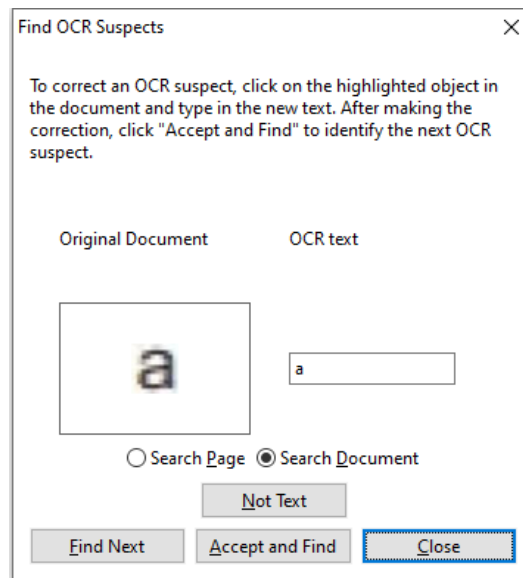 Find OCR Suspects
To correct an OCR suspect, click on the highlighted object in
the document and type in the new text. After making the
correction, click "Accept and Find" to identify the next OCR
suspect.
Original Document OCR text
a a
Search Page Search Document
Not Text
Find Next Accept and Find Close